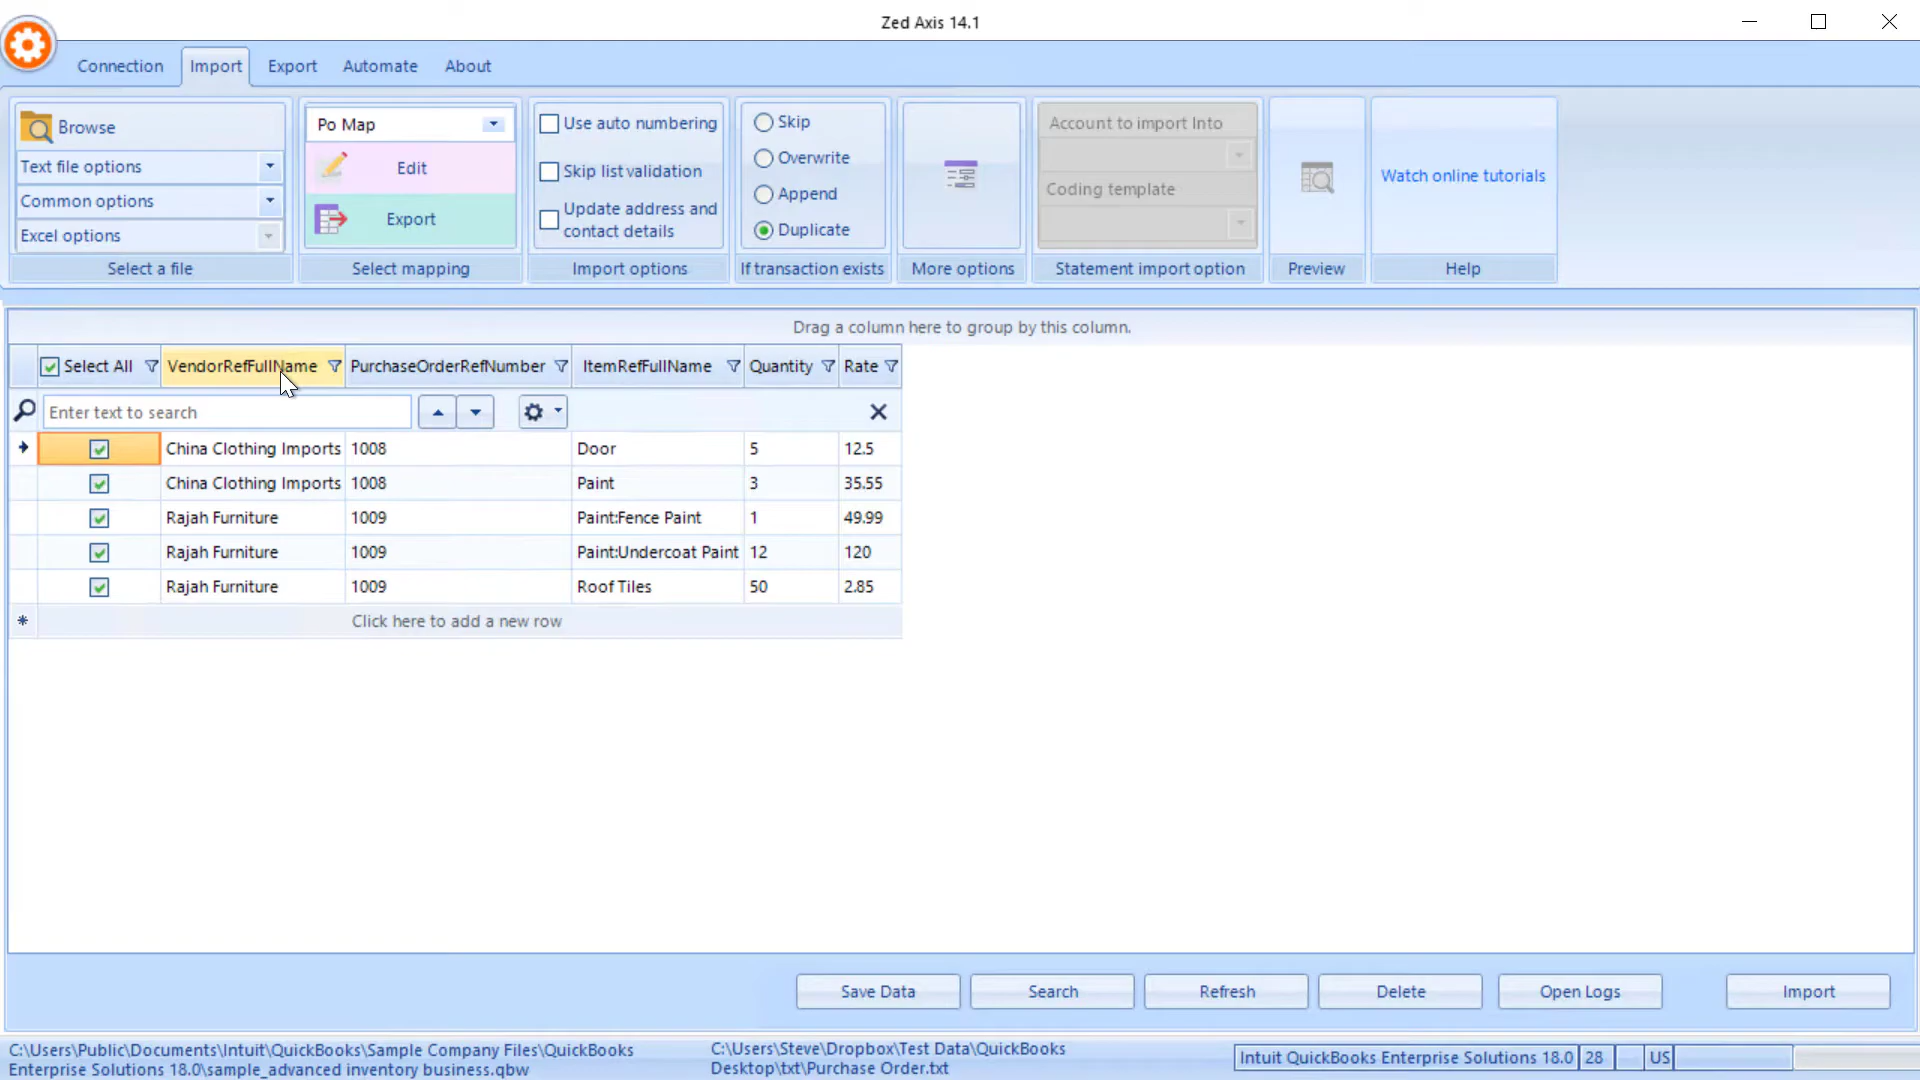 Zed Axis 14.1
Connection Import Export Automate About
Browse
Text file options
Common options
Excel options
Select a file
Po Map
Edit
Export
Select mapping
Use auto numbering
Skip list validation
Update address and
contact details
Import options
Skip
Overwrite
Append
Duplicate
If transaction exists
More options
Account to import Into
Coding template
Statement import option
Preview
Watch online tutorials
Help
Drag a column here to group by this column.
Select All VendorRefFullName PurchaseOrderRefNumber ItemRefFullName Quantity Rate
Enter text to search
China Clothing Imports 1008 Door 5 12.5
China Clothing Imports 1008 Paint 3 35.55
Rajah Furniture 1009 Paint:Fence Paint 1 49.99
Rajah Furniture 1009 Paint:Undercoat Paint 12 120
Rajah Furniture 1009 Roof Tiles 50 2.85
Click here to add a new row
Save Data Search Refresh Delete Open Logs Import
C:\Users\Public\Documents\Intuit\QuickBooks\Sample Company Files\QuickBooks
Enterprise Solutions 18.0\sample_advanced inventory business.qbw
C:\Users\Steve\Dropbox\Test Data\QuickBooks
Desktop\txt\Purchase Order.txt
Intuit QuickBooks Enterprise Solutions 18.0 28 US